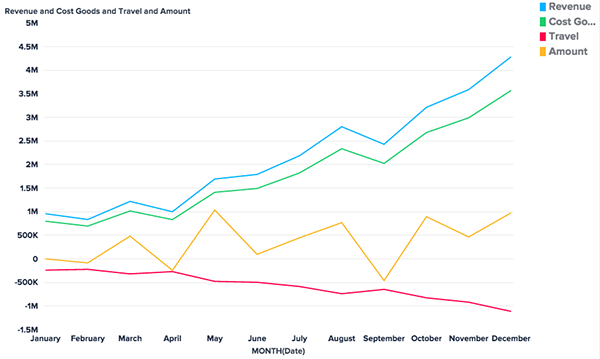 Revenue and Cost Goods and Travel and Amount
Revenue
Cost Go...
Travel
Amount
5M
4.5M
4M
3.5M
3M
2.5M
2M
1.5M
1M
500K
0
-500K
-1M
-1.5M
January February March April May June July August September October November December
MONTH(Date)